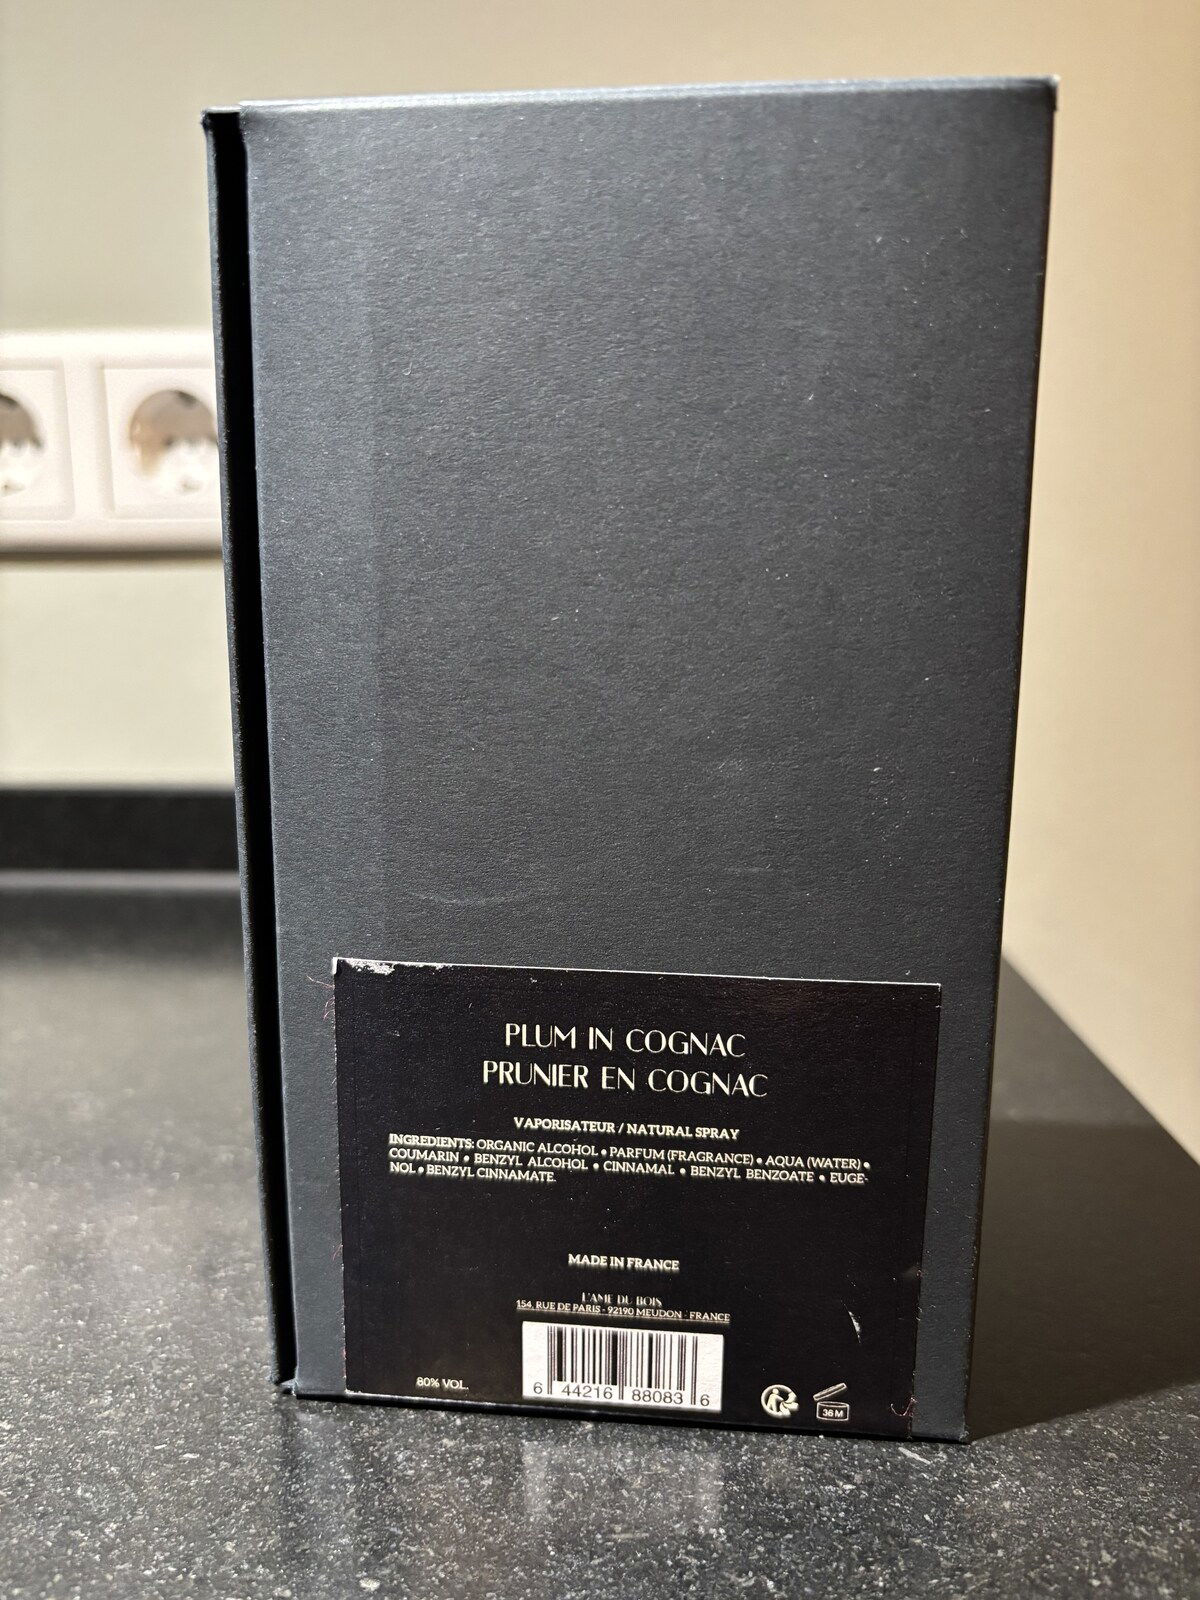 PLUM IN COGNAC
PRUNIER EN COGNAC
VAPORISATEUR / NATURAL SPRAY
INGREDIENTS: ORGANIC ALCOHOL • PARFUM (FRAGRANCE) • AQUA (WATER) •
COUMARIN • BENZYL ALCOHOL • CINNAMAL • BENZYL BENZOATE • EUGE-
NOL • BENZYL CINNAMATE.
MADE IN FRANCE
L'AME DU BOIS
154, RUE DE PARIS - 92190 MEUDON - FRANCE
80% VOL.
6 44216 88083 6
36 M